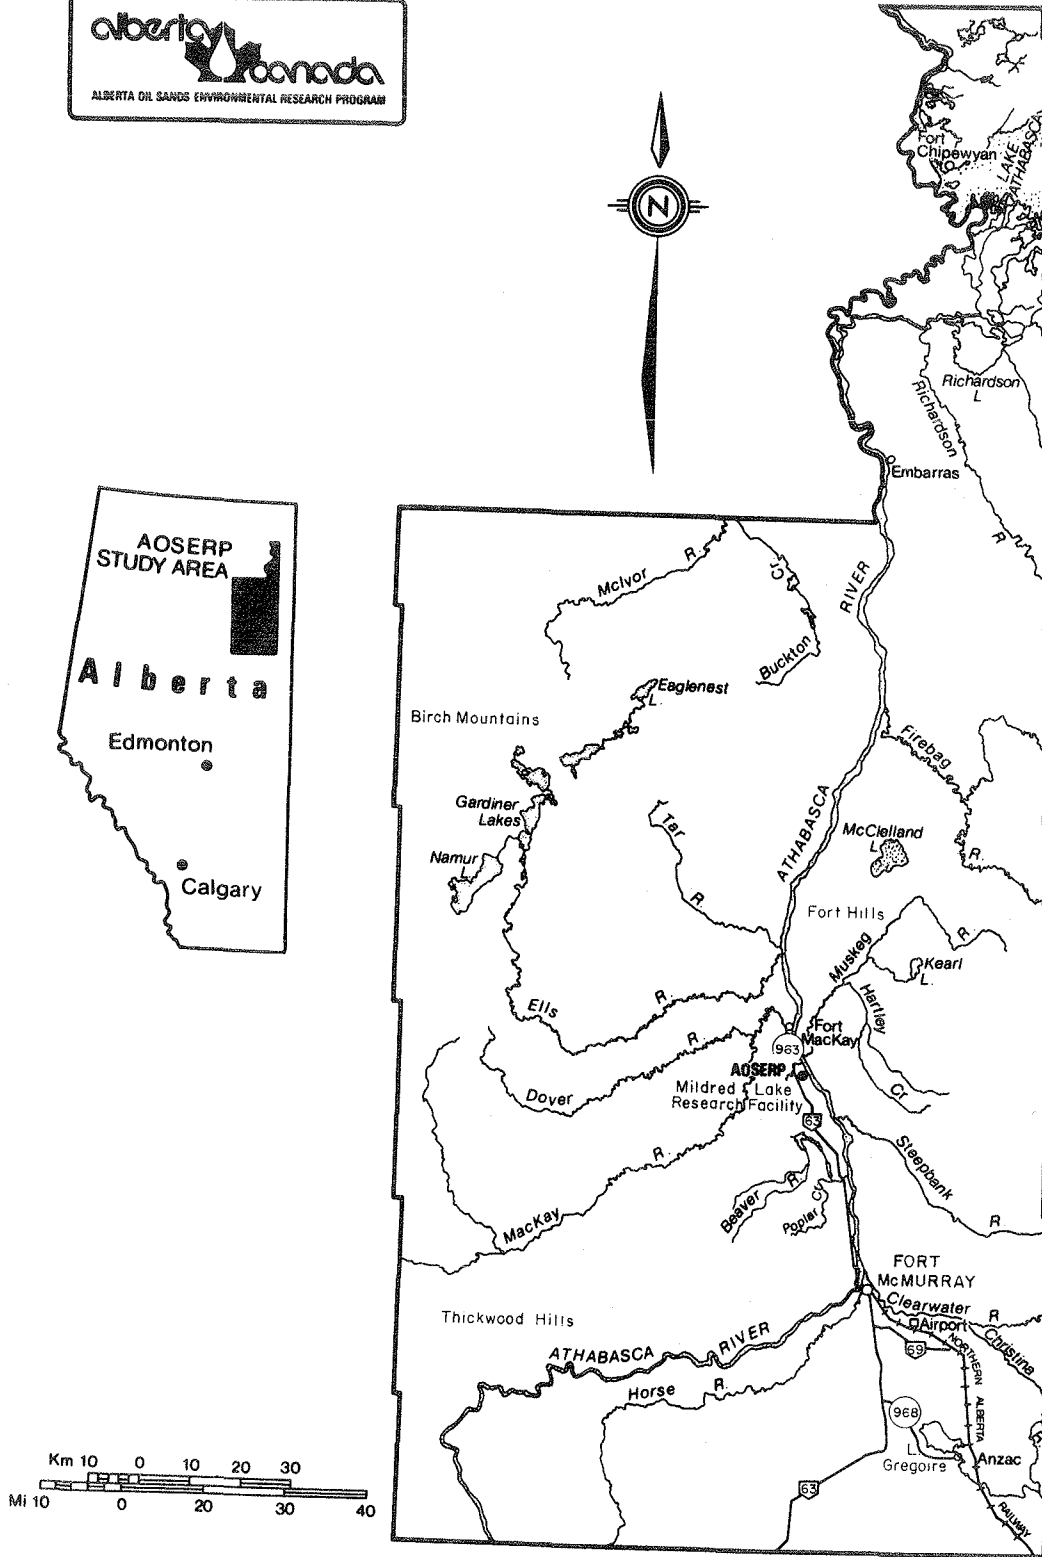 alberta
canada
ALBERTA OIL SANDS ENVIRONMENTAL RESEARCH PROGRAM
N
Fort
Chipewyan
LAKE
ATHABASCA
Richardson
L
Richardson
R
Embarras
AOSERP
STUDY AREA
Alberta
Edmonton
Calgary
McIvor R.
Cr
Buckton
RIVER
Eaglenest
L.
Birch Mountains
Firebag
R.
Gardiner
Lakes
Namur
L.
Tar
R.
ATHABASCA
McClelland
L.
Fort Hills
Muskeg
R.
Kearl
L.
Hartley
Cr.
Ells
R.
Fort
MacKay
963
AOSERP
Mildred Lake
Research Facility
63
Dover
R.
MacKay
R.
Beaver
R.
Poplar
Cr.
Steepbank
R
FORT
McMURRAY
Clearwater
R
Airport
Christina
69
NORTHERN ALBERTA
RAILWAY
Thickwood Hills
ATHABASCA RIVER
Horse R.
968
L.
Gregoire
Anzac
63
Km 10 0 10 20 30
Mi 10 0 20 30 40